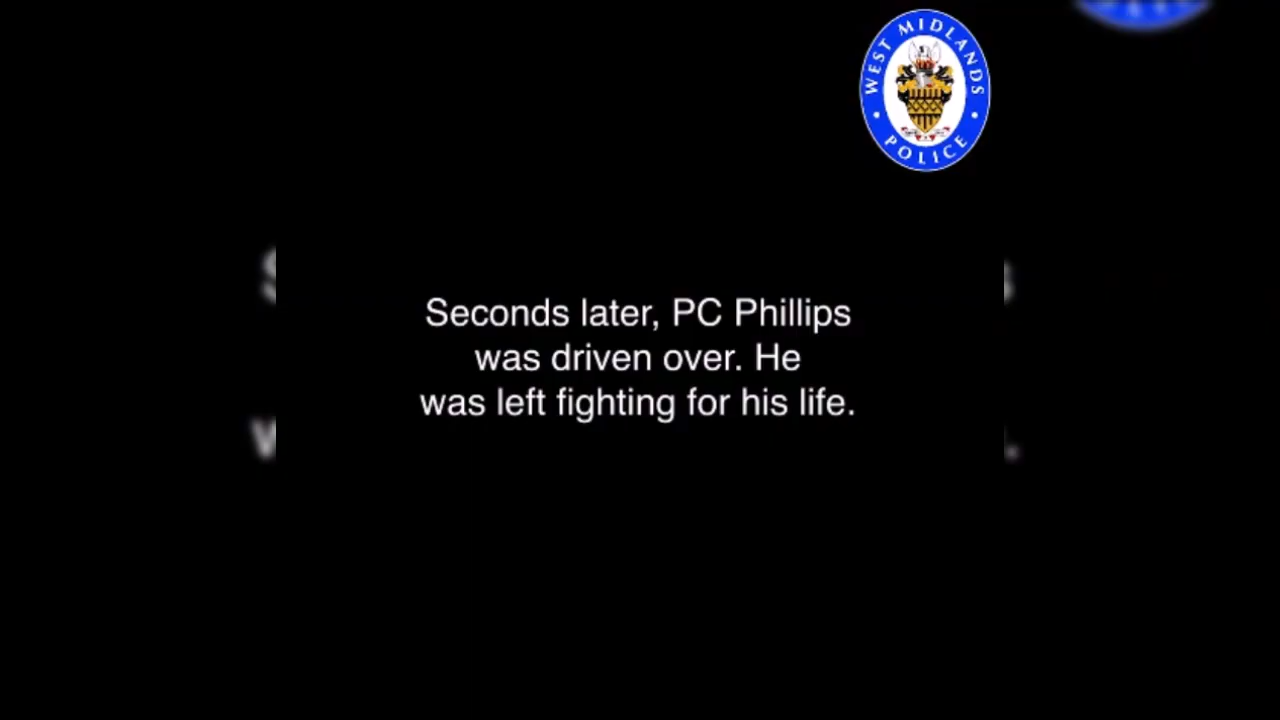 WEST MIDLANDS
POLICE
Seconds later, PC Phillips
was driven over. He
was left fighting for his life.